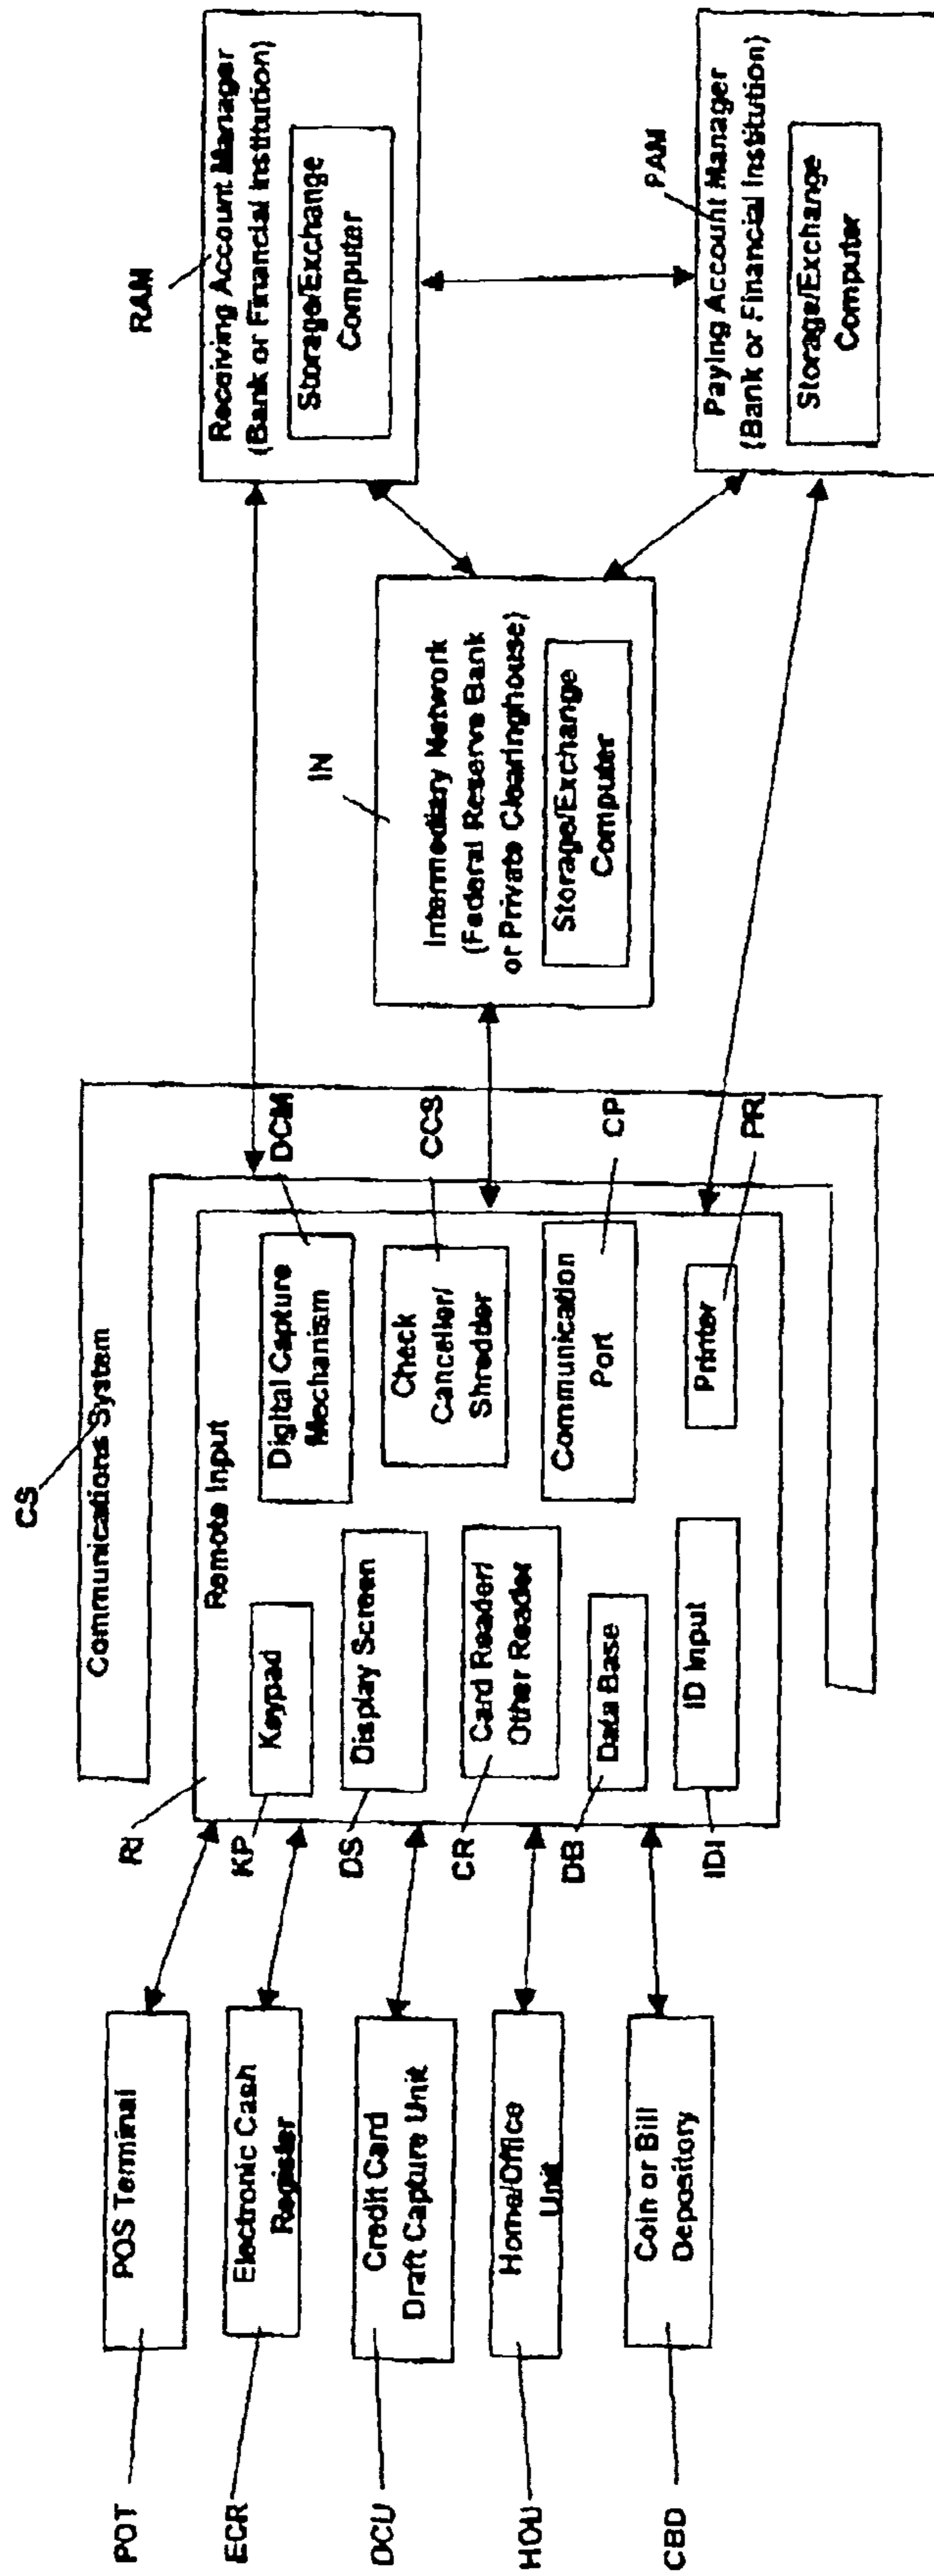 CS
Communications System
RI
Remote Input
KP
Keypad
DS
Display Screen
CR
Card Reader/
Other Reader
DB
Data Base
IDI
ID Input
Digital Capture
Mechanism
DCM
Check
Canceller/
Shredder
CCS
Communication
Port
CP
Printer
PR
POT
POS Terminal
ECR
Electronic Cash
Register
DCU
Credit Card
Draft Capture Unit
HOU
Home/Office
Unit
CBD
Coin or Bill
Depository
IN
Intermediary Network
(Federal Reserve Bank
or Private Clearinghouse)
Storage/Exchange
Computer
RAM
Receiving Account Manager
(Bank or Financial Institution)
Storage/Exchange
Computer
PAM
Paying Account Manager
(Bank or Financial Institution)
Storage/Exchange
Computer